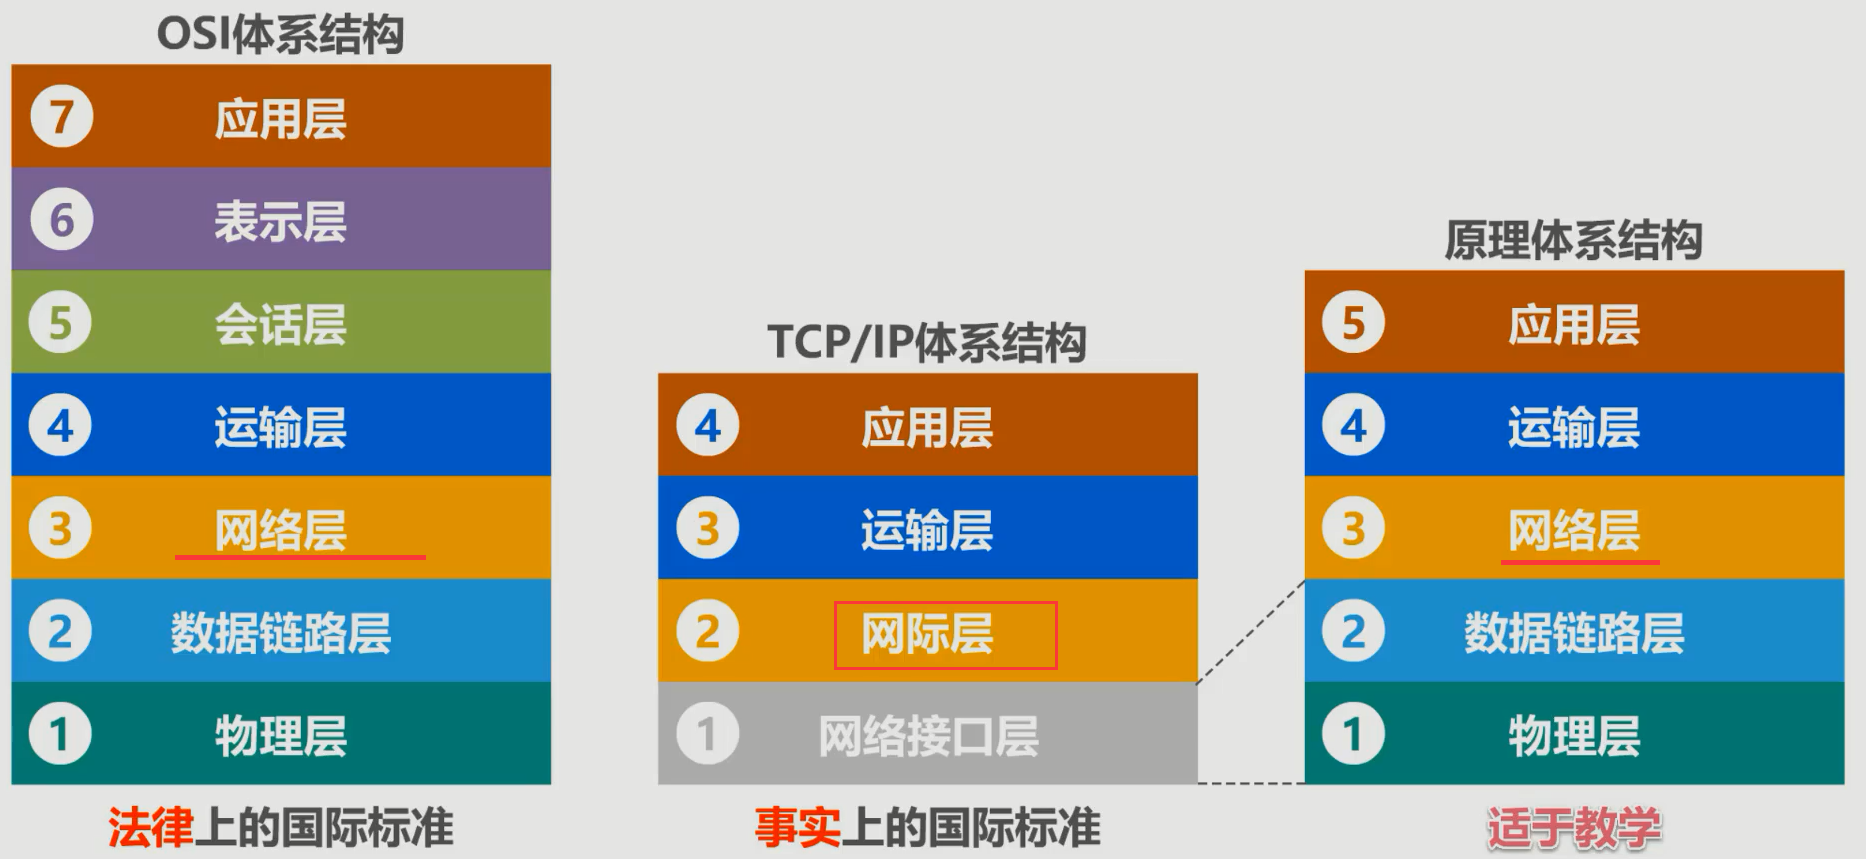 OSI体系结构
7 应用层
6 表示层
5 会话层
4 运输层
3 网络层
2 数据链路层
1 物理层
法律上的国际标准
TCP/IP体系结构
4 应用层
3 运输层
2 网际层
1 网络接口层
事实上的国际标准
原理体系结构
5 应用层
4 运输层
3 网络层
2 数据链路层
1 物理层
适于教学